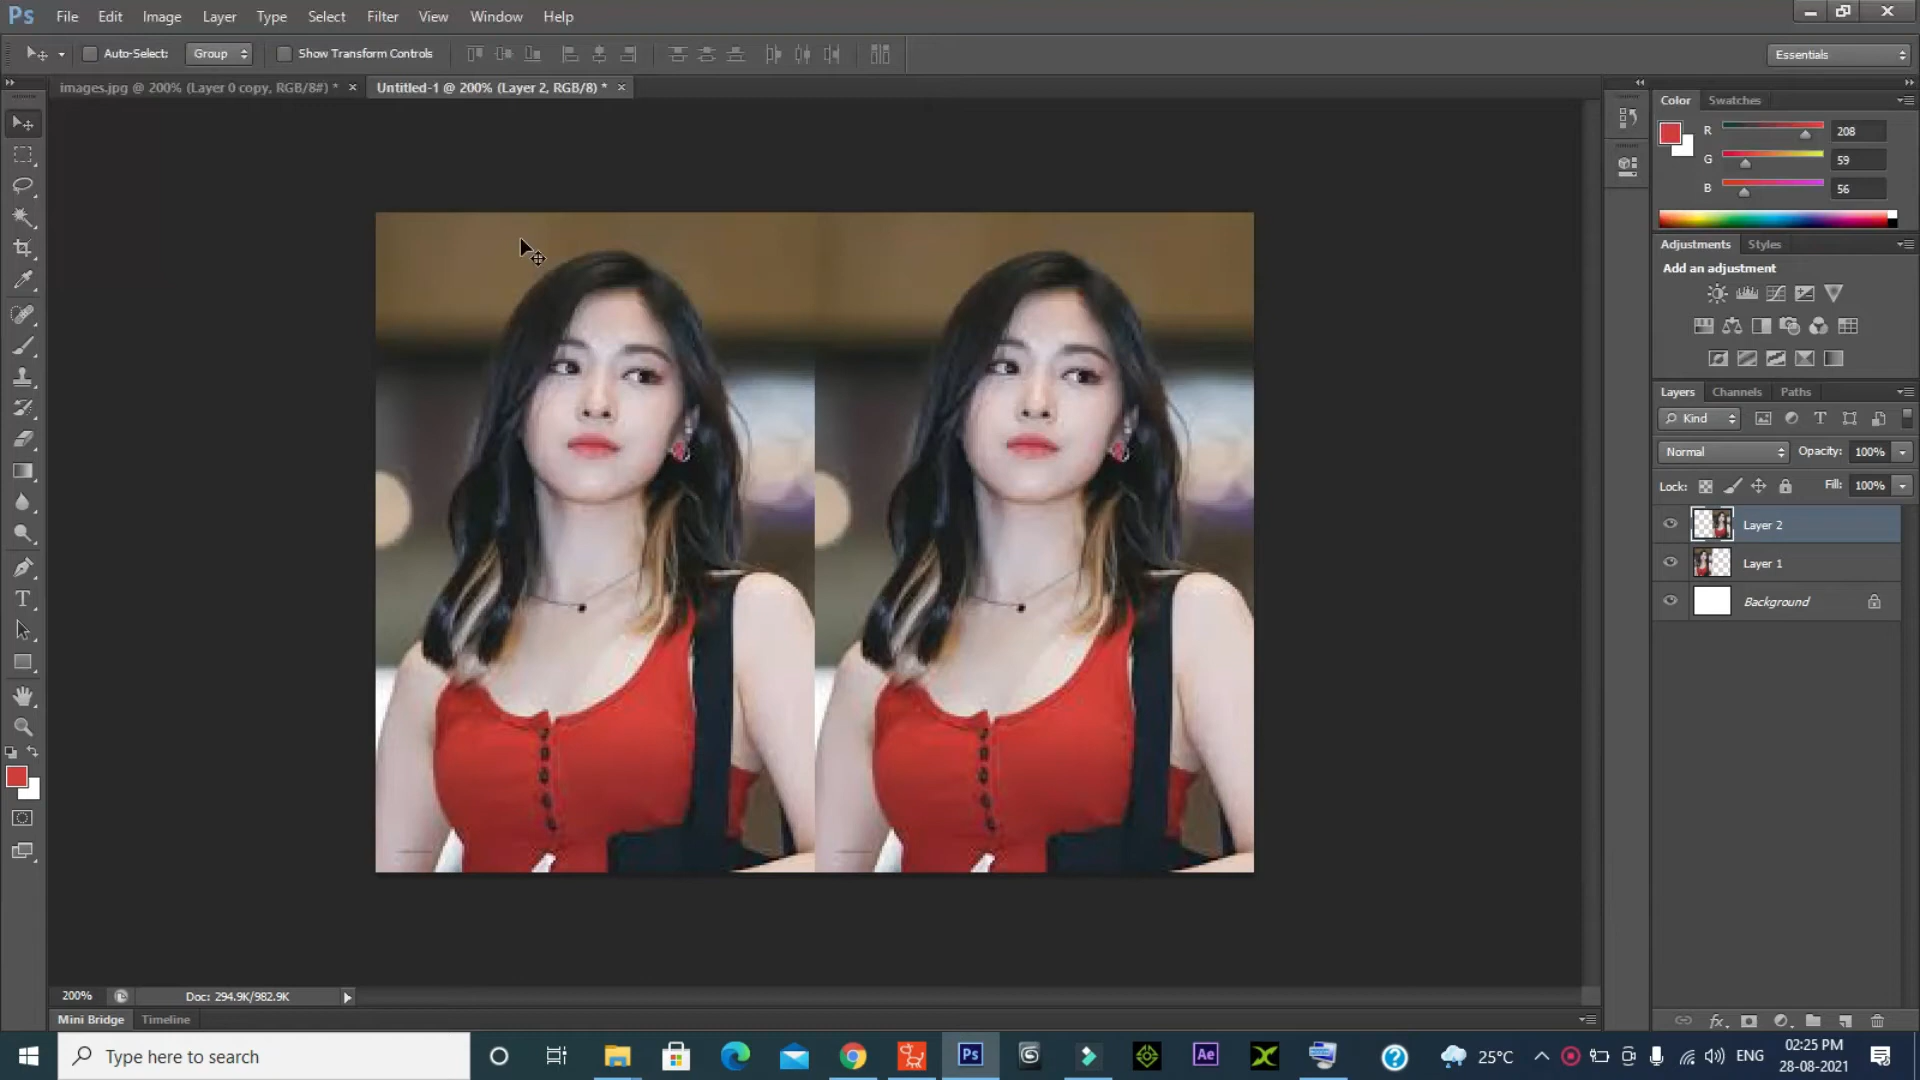 Ps File Edit Image Layer Type Select Filter View Window Help
Auto-Select: Group Show Transform Controls Essentials
images.jpg @ 200% (Layer 0 copy, RGB/8#) * × Untitled-1 @ 200% (Layer 2, RGB/8) * ×
Color Swatches
R 208
G 59
B 56
Adjustments Styles
Add an adjustment
Layers Channels Paths
Kind
Normal Opacity: 100%
Lock: Fill: 100%
Layer 2
Layer 1
Background
200% Doc: 294.9K/982.9K
Mini Bridge Timeline
Type here to search Ps Ae 25°C ENG 02:25 PM
28-08-2021